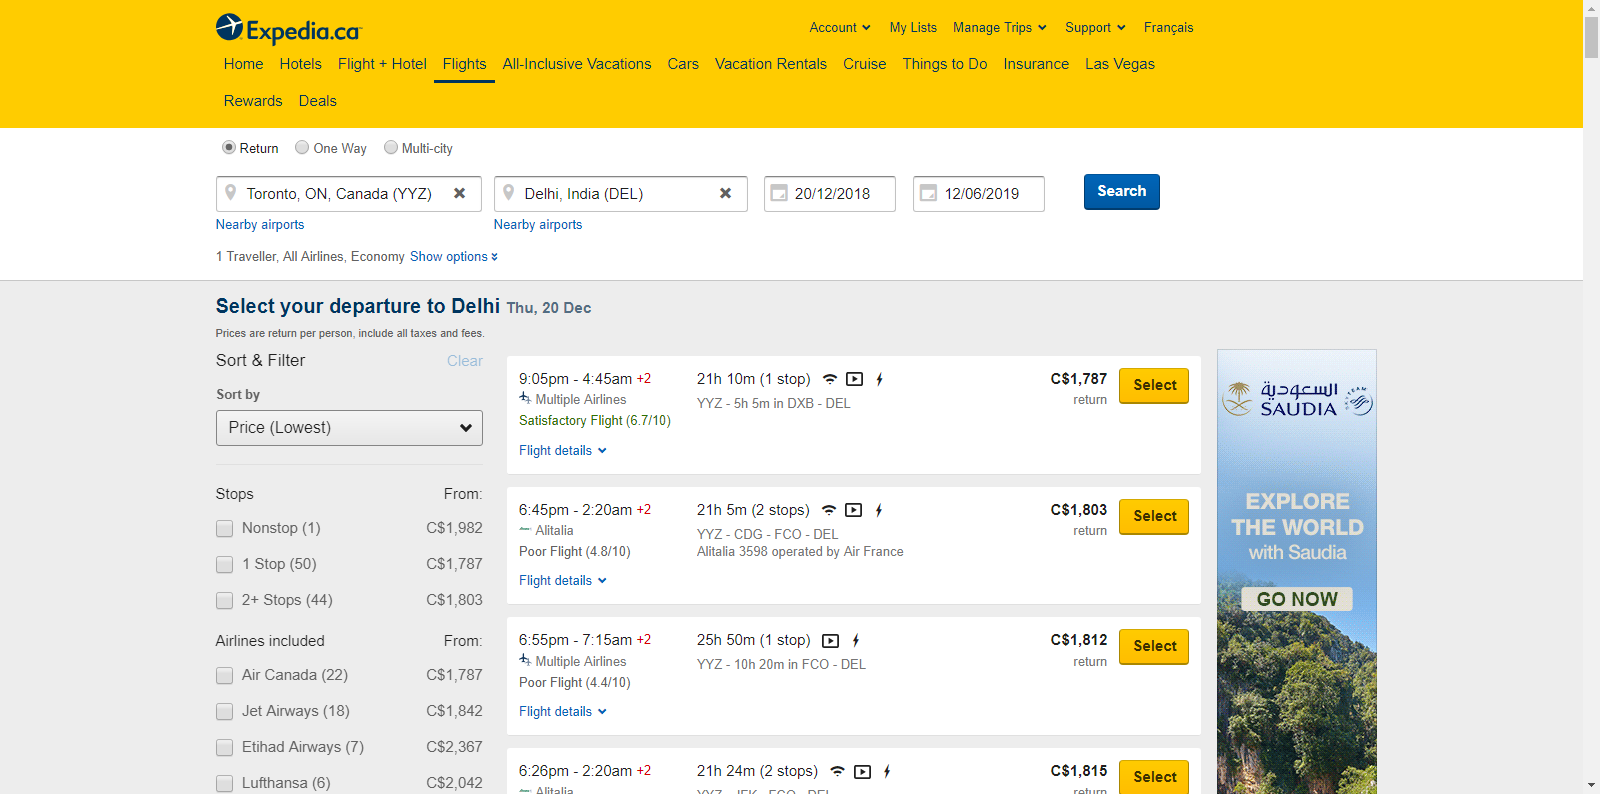 Expedia.ca
Account My Lists Manage Trips Support Français
Home Hotels Flight + Hotel Flights All-Inclusive Vacations Cars Vacation Rentals Cruise Things to Do Insurance Las Vegas
Rewards Deals
Return One Way Multi-city
Toronto, ON, Canada (YYZ) Delhi, India (DEL) 20/12/2018 12/06/2019 Search
Nearby airports Nearby airports
1 Traveller, All Airlines, Economy Show options
Select your departure to Delhi Thu, 20 Dec
Prices are return per person, include all taxes and fees.
Sort & Filter Clear
Sort by
Price (Lowest)
Stops From:
Nonstop (1) C$1,982
1 Stop (50) C$1,787
2+ Stops (44) C$1,803
Airlines included From:
Air Canada (22) C$1,787
Jet Airways (18) C$1,842
Etihad Airways (7) C$2,367
Lufthansa (6) C$2,042
9:05pm - 4:45am +2 21h 10m (1 stop) C$1,787 Select
Multiple Airlines YYZ - 5h 5m in DXB - DEL return
Satisfactory Flight (6.7/10)
Flight details
6:45pm - 2:20am +2 21h 5m (2 stops) C$1,803 Select
Alitalia YYZ - CDG - FCO - DEL return
Poor Flight (4.8/10) Alitalia 3598 operated by Air France
Flight details
6:55pm - 7:15am +2 25h 50m (1 stop) C$1,812 Select
Multiple Airlines YYZ - 10h 20m in FCO - DEL return
Poor Flight (4.4/10)
Flight details
6:26pm - 2:20am +2 21h 24m (2 stops) C$1,815 Select
Alitalia YYZ - JFK - FCO - DEL return
السعودية
SAUDIA
EXPLORE
THE WORLD
with Saudia
GO NOW